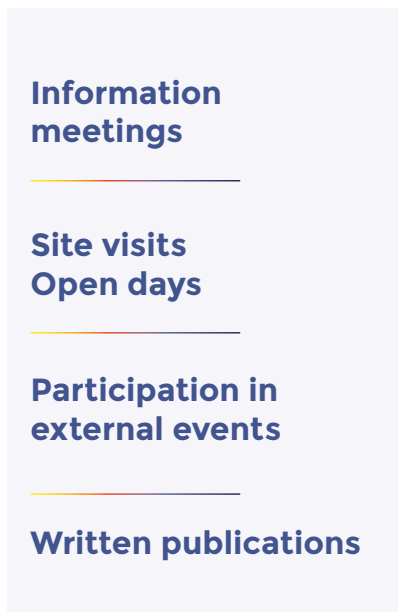 Information
meetings
Site visits
Open days
Participation in
external events
Written publications